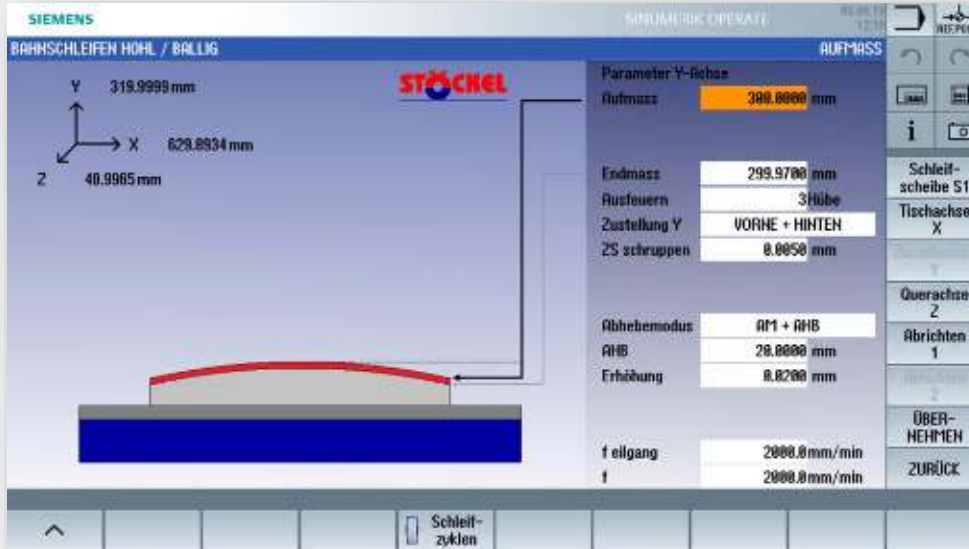 SIEMENS
SINUMERIK OPERATE
BAHNSCHLEIFEN HOHL / BALLIG
AUFMASS
Y 319.9999 mm
X 629.8934 mm
Z 40.9965 mm
STÖCKEL
Parameter Y-Achse
Aufmass 300.0000 mm
Endmass 299.9700 mm
Ausfeuern 3 Hübe
Zustellung Y VORNE + HINTEN
ZS schruppen 0.0050 mm
Abhebemodus AM + AHB
AHB 20.0000 mm
Erhöhung 0.0200 mm
f eilgang 2000.0 mm/min
f 2000.0 mm/min
i
Schleif-
scheibe S1
Tischachse
X
Y
Querachse
Z
Abrichten
1
2
ÜBER-
NEHMEN
ZURÜCK
Schleif-
zyklen